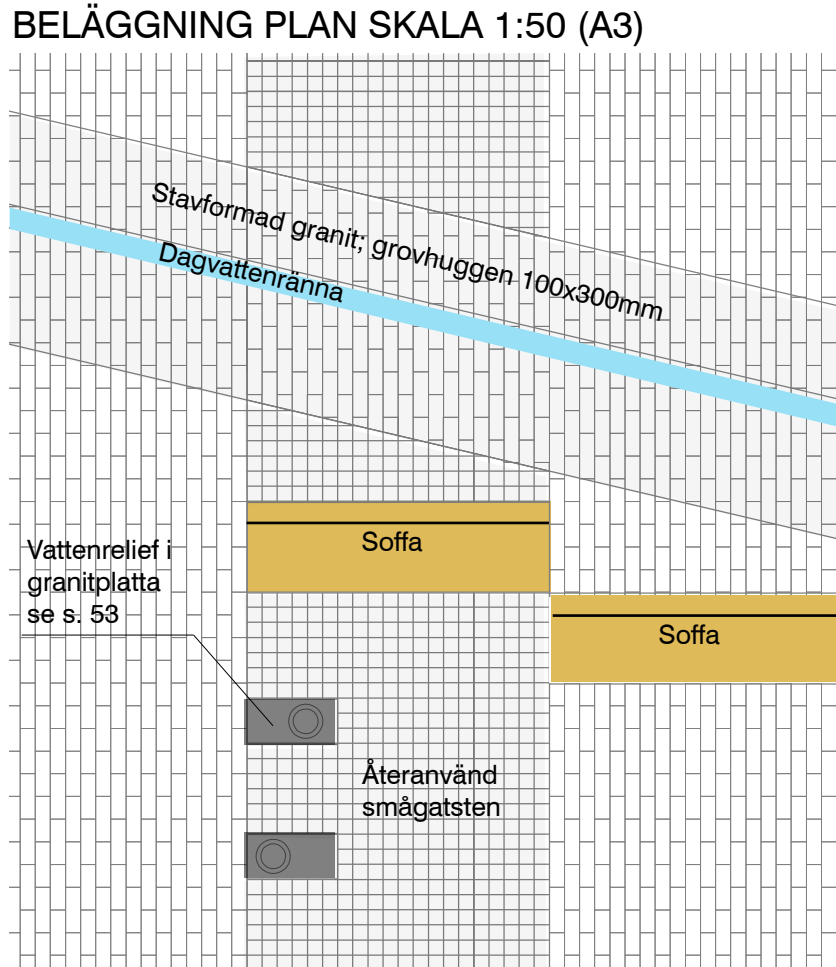 BELÄGGNING PLAN SKALA 1:50 (A3)
Stavformad granit; grovhuggen 100x300mm
Dagvattenränna
Soffa
Vattenrelief i
granitplatta
se s. 53
Soffa
Återanvänd
smågatsten